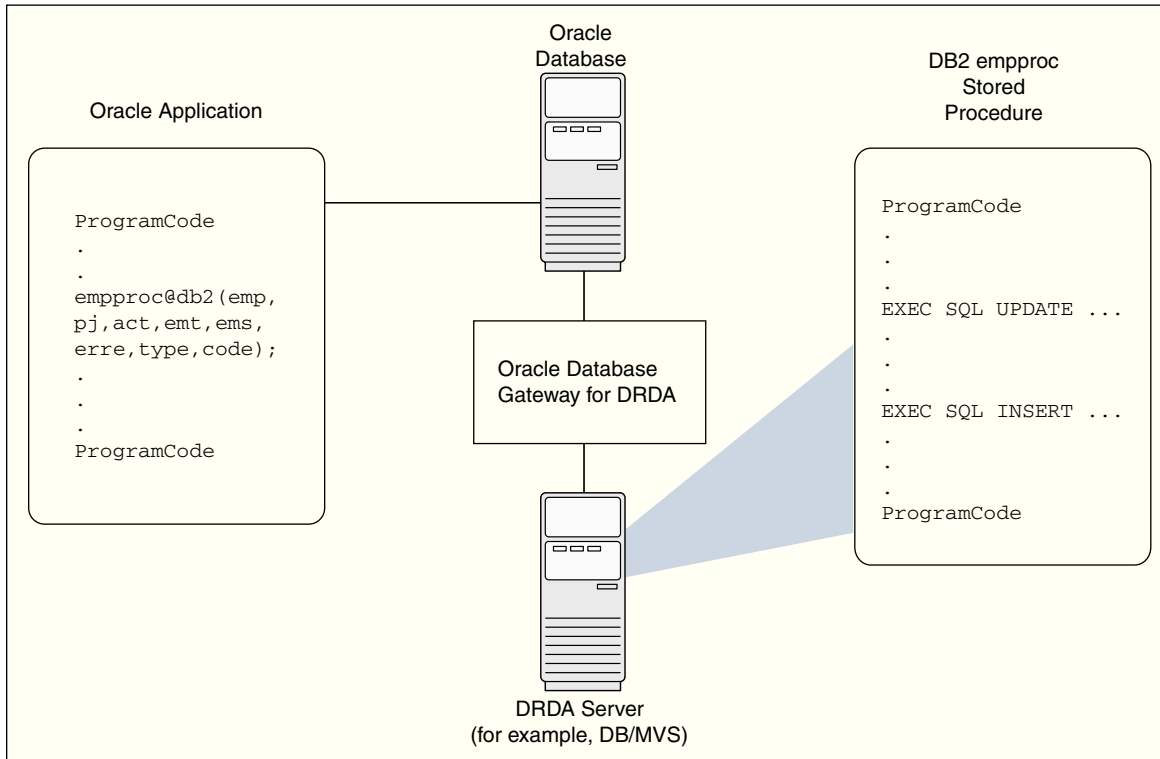 Oracle
Database
DB2 empproc
Stored
Procedure
Oracle Application
ProgramCode
.
.
empproc@db2(emp,
pj,act,emt,ems,
erre,type,code);
.
.
.
ProgramCode
Oracle Database
Gateway for DRDA
ProgramCode
.
.
.
EXEC SQL UPDATE ...
.
.
.
EXEC SQL INSERT ...
.
.
.
ProgramCode
DRDA Server
(for example, DB/MVS)